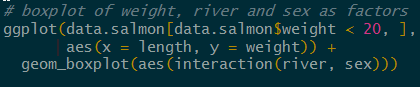 # boxplot of weight, river and sex as factors
ggplot(data.salmon[data.salmon$weight < 20, ],
aes(x = length, y = weight)) +
geom_boxplot(aes(interaction(river, sex)))